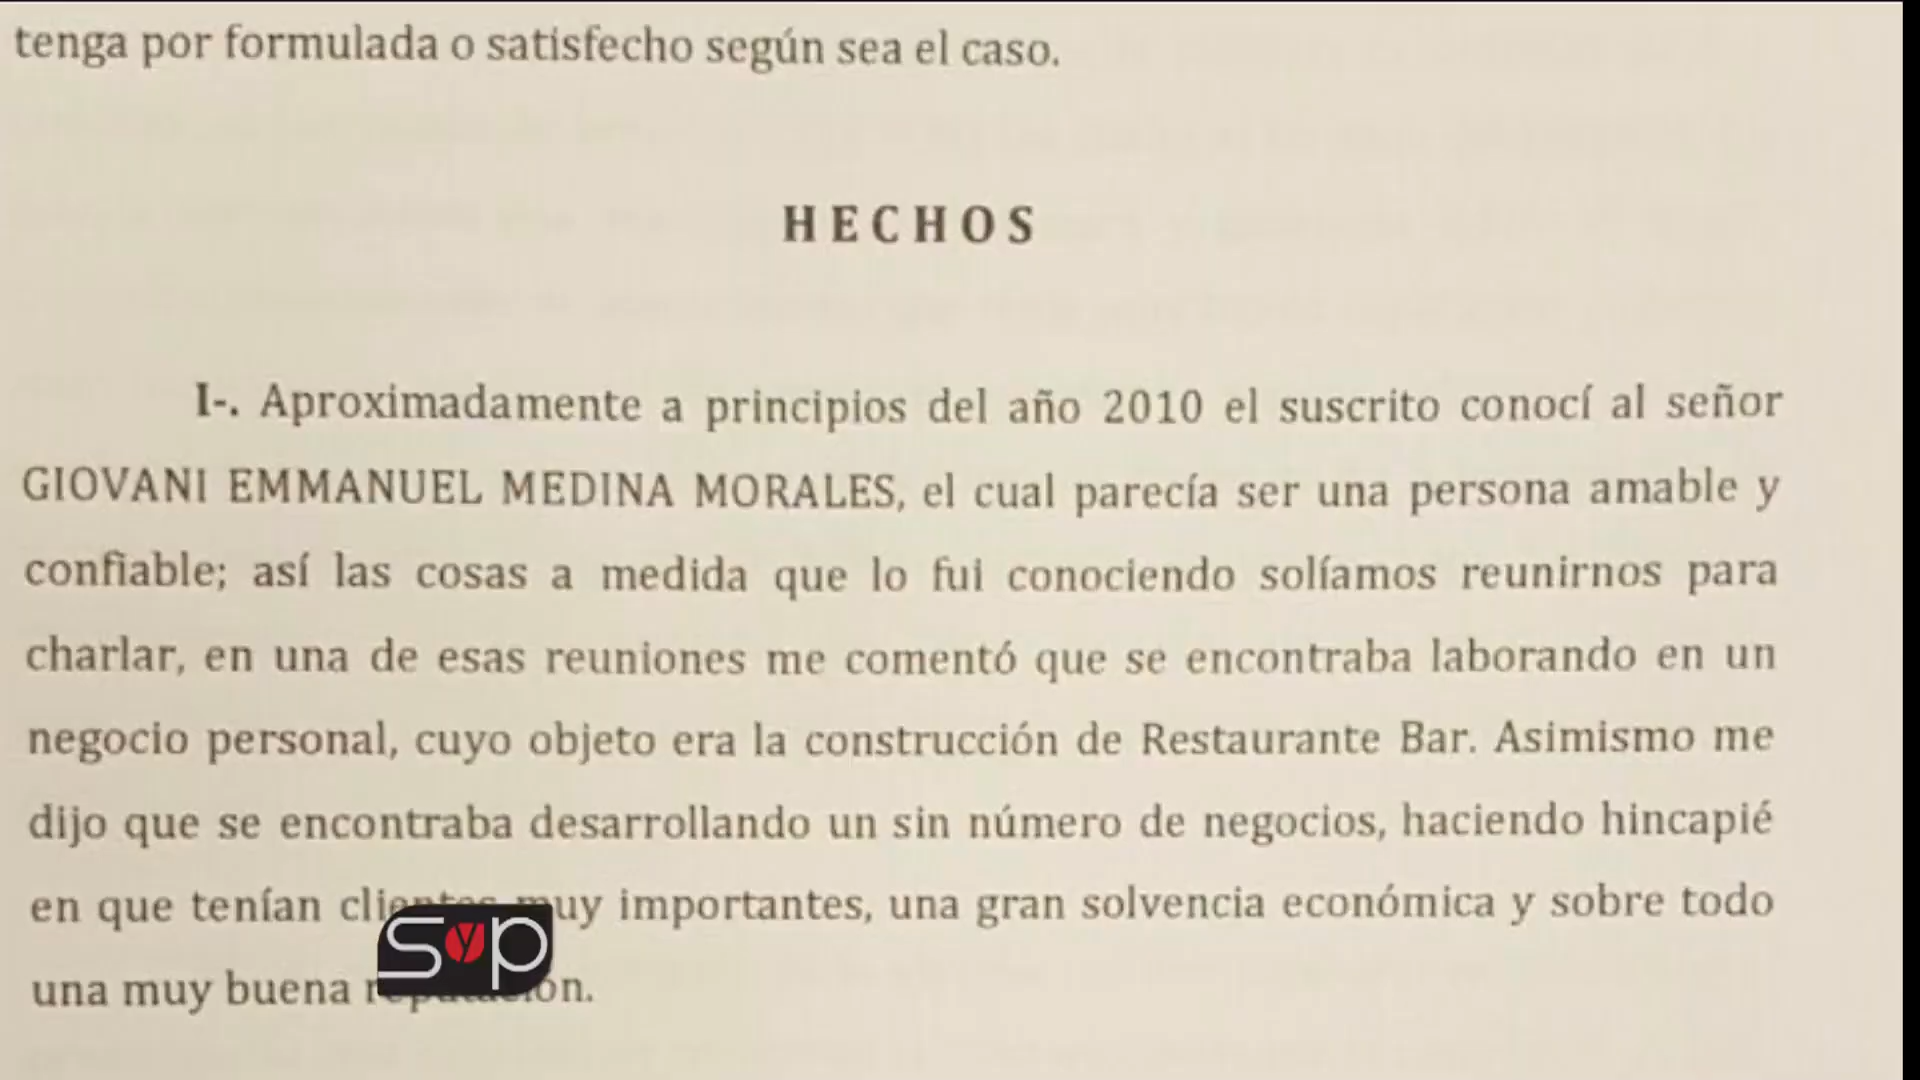 tenga por formulada o satisfecho según sea el caso.
HECHOS
I-. Aproximadamente a principios del año 2010 el suscrito conocí al señor
GIOVANI EMMANUEL MEDINA MORALES, el cual parecía ser una persona amable y
confiable; así las cosas a medida que lo fui conociendo solíamos reunirnos para
charlar, en una de esas reuniones me comentó que se encontraba laborando en un
negocio personal, cuyo objeto era la construcción de Restaurante Bar. Asimismo me
dijo que se encontraba desarrollando un sin número de negocios, haciendo hincapié
en que tenían clientes muy importantes, una gran solvencia económica y sobre todo
una muy buena reputación.
SyP